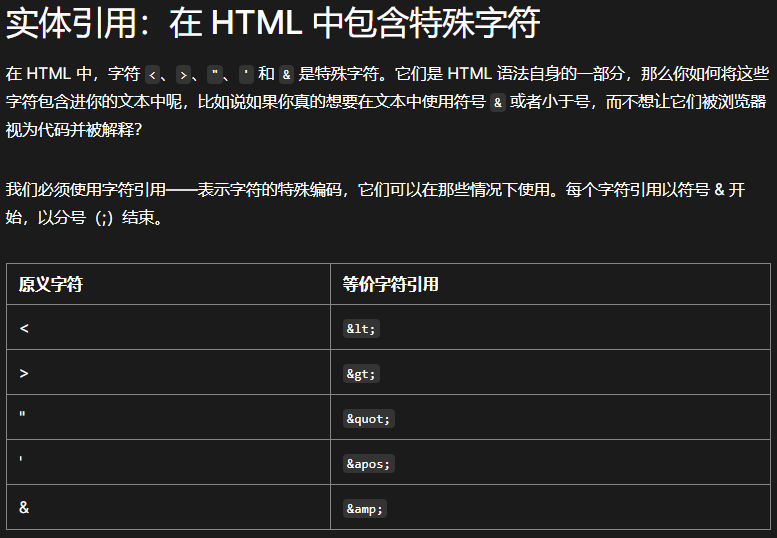 实体引用：在 HTML 中包含特殊字符
在 HTML 中，字符 <、>、"、' 和 & 是特殊字符。它们是 HTML 语法自身的一部分，那么你如何将这些
字符包含进你的文本中呢，比如说如果你真的想要在文本中使用符号 & 或者小于号，而不想让它们被浏览器
视为代码并被解释？
我们必须使用字符引用——表示字符的特殊编码，它们可以在那些情况下使用。每个字符引用以符号 & 开
始，以分号（;）结束。
原义字符 等价字符引用
< &lt;
> &gt;
" &quot;
' &apos;
& &amp;